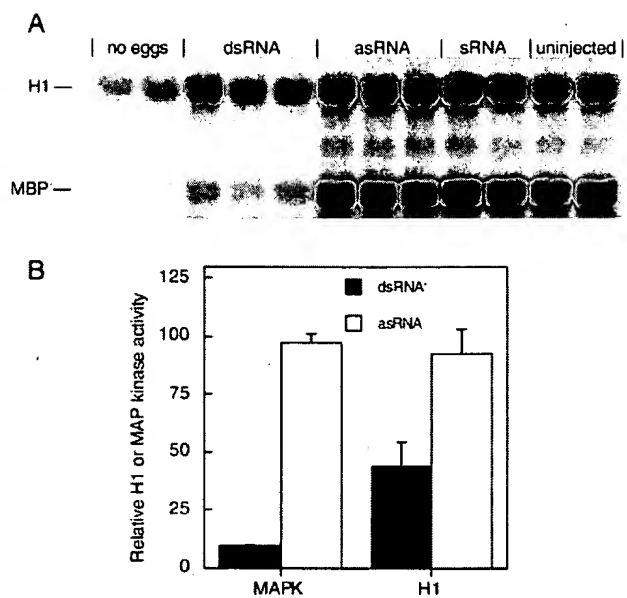 A
| no eggs | dsRNA | asRNA | sRNA | uninjected |
H1 —
MBP —
B
Relative H1 or MAP kinase activity
125
100
75
50
25
0
dsRNA
asRNA
MAPK
H1